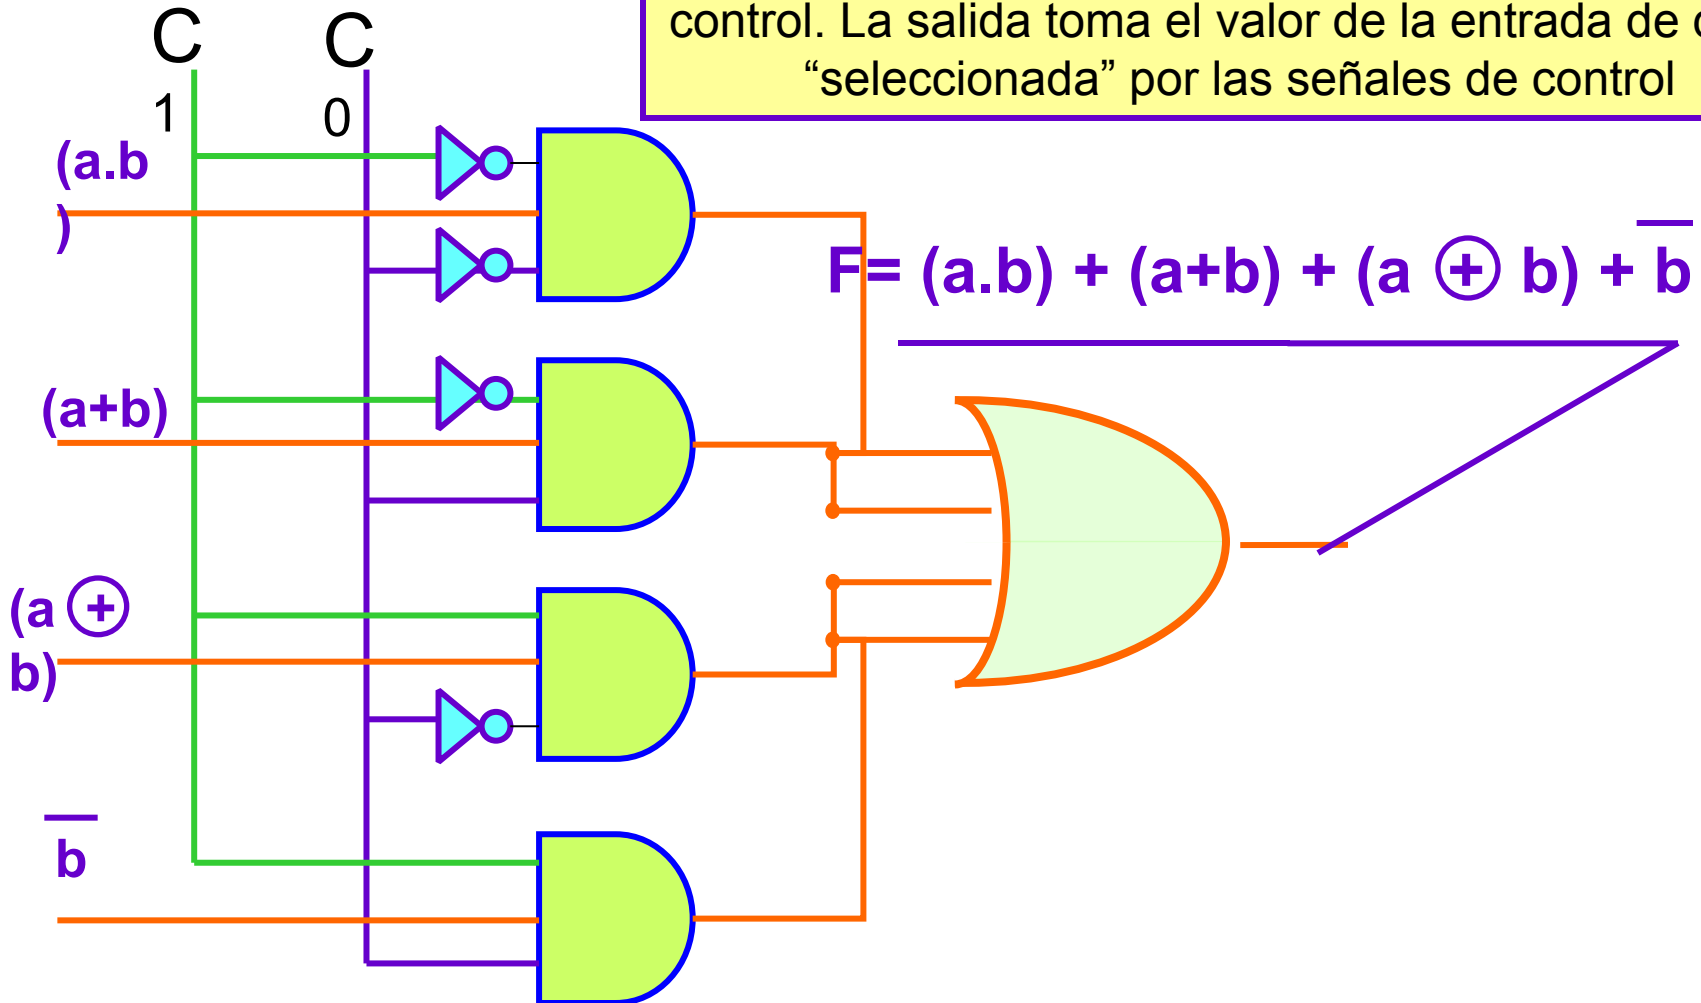 control. La salida toma el valor de la entrada de
“seleccionada” por las señales de control
C
1
C
0
(a.b
)
F= (a.b) + (a+b) + (a ⊕ b) + b̅
(a+b)
(a ⊕
b)
b̅